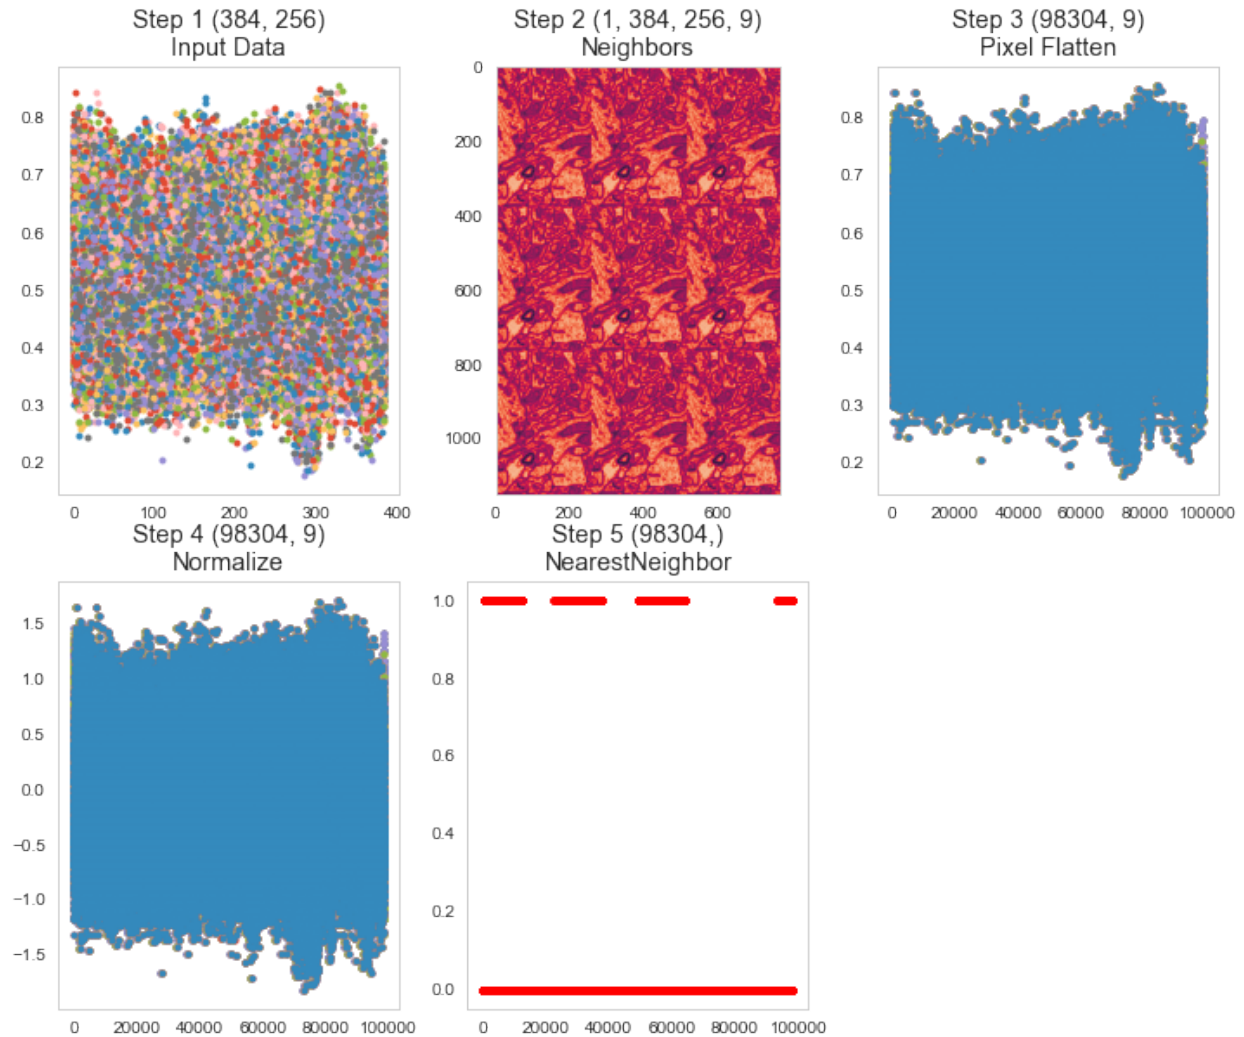 Step 1 (384, 256)
Input Data
0.8
0.7
0.6
0.5
0.4
0.3
0.2
0 100 200 300 400
Step 2 (1, 384, 256, 9)
Neighbors
0
200
400
600
800
1000
0 200 400 600
Step 3 (98304, 9)
Pixel Flatten
0.8
0.7
0.6
0.5
0.4
0.3
0.2
0 20000 40000 60000 80000 100000
Step 4 (98304, 9)
Normalize
1.5
1.0
0.5
0.0
−0.5
−1.0
−1.5
0 20000 40000 60000 80000 100000
Step 5 (98304,)
NearestNeighbor
1.0
0.8
0.6
0.4
0.2
0.0
0 20000 40000 60000 80000 100000